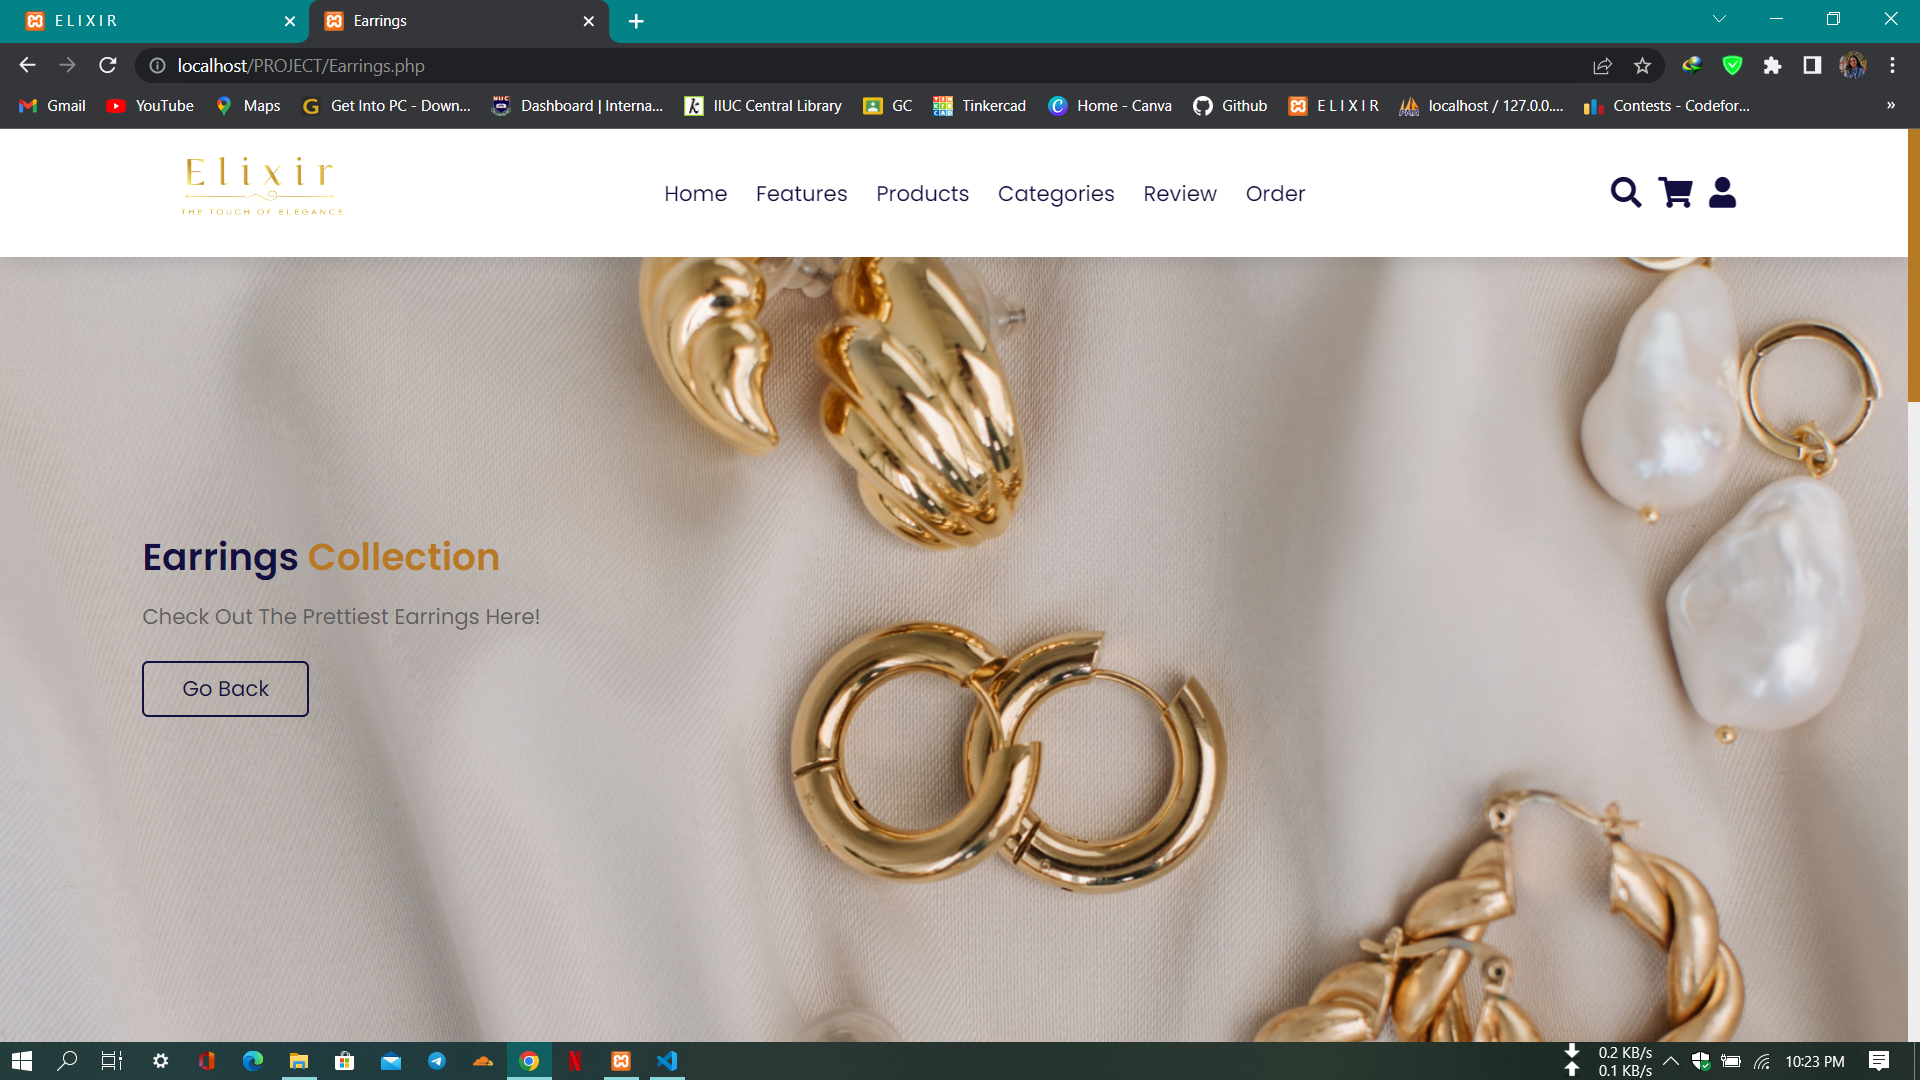 E L I X I R
Earrings
localhost/PROJECT/Earrings.php
Gmail
YouTube
Maps
Get Into PC - Down...
Dashboard | Interna...
IIUC Central Library
GC
Tinkercad
Home - Canva
Github
E L I X I R
localhost / 127.0.0....
Contests - Codefor...
»
Elixir
THE TOUCH OF ELEGANCE
Home
Features
Products
Categories
Review
Order
Earrings Collection
Check Out The Prettiest Earrings Here!
Go Back
0.2 KB/s
0.1 KB/s
10:23 PM